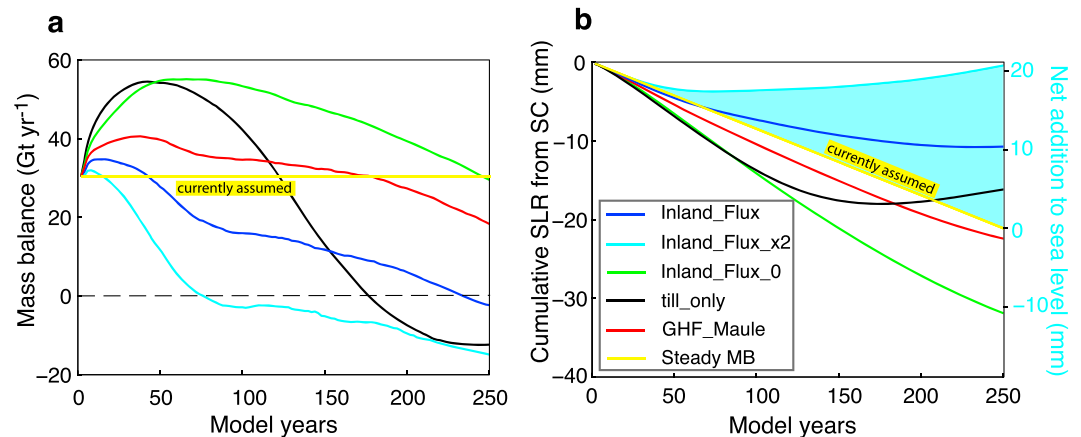 a
60
40
20
0
−20
Mass balance (Gt yr⁻¹)
currently assumed
0
50
100
150
200
250
Model years
b
0
−10
−20
−30
−40
Cumulative SLR from SC (mm)
currently assumed
Inland_Flux
Inland_Flux_x2
Inland_Flux_0
till_only
GHF_Maule
Steady MB
20
10
0
−10
Net addition to sea level (mm)
0
50
100
150
200
250
Model years